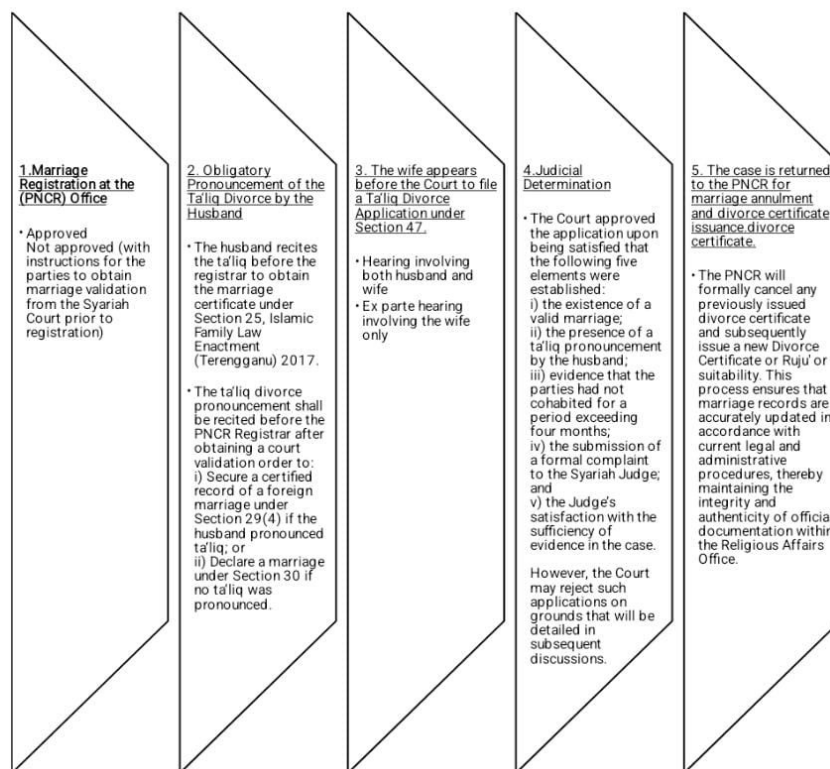 1.Marriage
Registration at the
(PNCR) Office
• Approved
Not approved (with
instructions for the
parties to obtain
marriage validation
from the Syariah
Court prior to
registration)
2. Obligatory
Pronouncement of the
Ta'liq Divorce by the
Husband
• The husband recites
the ta'liq before the
registrar to obtain
the marriage
certificate under
Section 25, Islamic
Family Law
Enactment
(Terengganu) 2017.
• The ta'liq divorce
pronouncement shall
be recited before the
PNCR Registrar after
obtaining a court
validation order to:
i) Secure a certified
record of a foreign
marriage under
Section 29(4) if the
husband pronounced
ta'liq; or
ii) Declare a marriage
under Section 30 if
no ta'liq was
pronounced.
3. The wife appears
before the Court to file
a Ta'liq Divorce
Application under
Section 47.
• Hearing involving
both husband and
wife
• Ex parte hearing
involving the wife
only
4.Judicial
Determination
• The Court approved
the application upon
being satisfied that
the following five
elements were
established:
i) the existence of a
valid marriage;
ii) the presence of a
ta'liq pronouncement
by the husband;
iii) evidence that the
parties had not
cohabited for a
period exceeding
four months;
iv) the submission of
a formal complaint
to the Syariah Judge;
and
v) the Judge's
satisfaction with the
sufficiency of
evidence in the case.
However, the Court
may reject such
applications on
grounds that will be
detailed in
subsequent
discussions.
5. The case is returned
to the PNCR for
marriage annulment
and divorce certificate
issuance.divorce
certificate.
• The PNCR will
formally cancel any
previously issued
divorce certificate
and subsequently
issue a new Divorce
Certificate or Ruju' or
suitability. This
process ensures that
marriage records are
accurately updated in
accordance with
current legal and
administrative
procedures, thereby
maintaining the
integrity and
authenticity of official
documentation within
the Religious Affairs
Office.